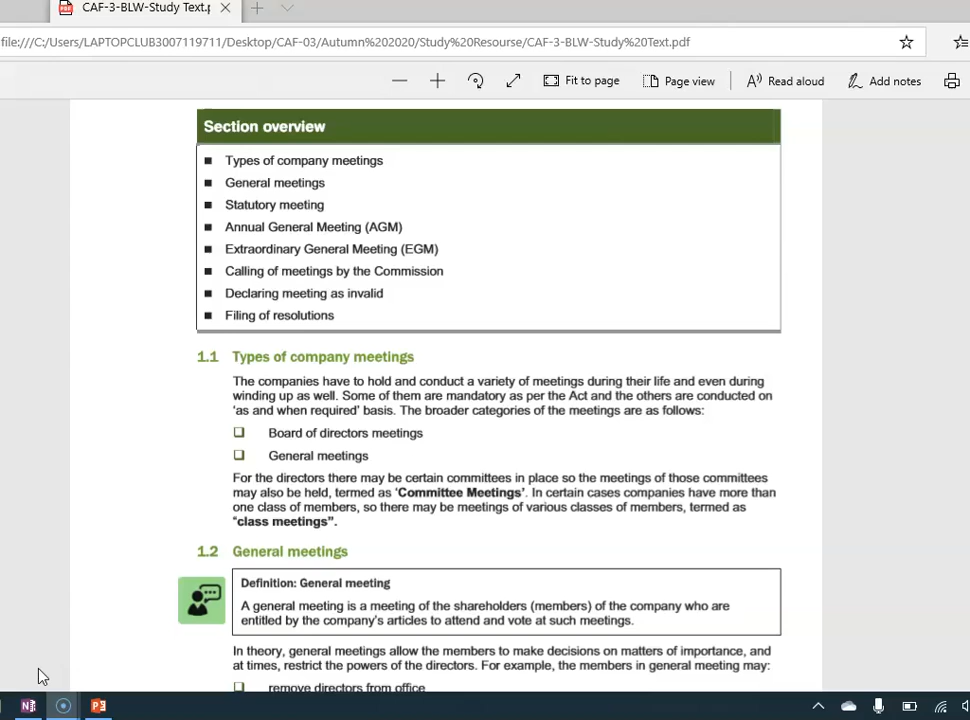 CAF-3-BLW-Study Text.p
file:///C:/Users/LAPTOPCLUB3007119711/Desktop/CAF-03/Autumn%202020/Study%20Resourse/CAF-3-BLW-Study%20Text.pdf
Fit to page
Page view
Read aloud
Add notes
Section overview
■ Types of company meetings
■ General meetings
■ Statutory meeting
■ Annual General Meeting (AGM)
■ Extraordinary General Meeting (EGM)
■ Calling of meetings by the Commission
■ Declaring meeting as invalid
■ Filing of resolutions
1.1 Types of company meetings
The companies have to hold and conduct a variety of meetings during their life and even during
winding up as well. Some of them are mandatory as per the Act and the others are conducted on
'as and when required' basis. The broader categories of the meetings are as follows:
❑ Board of directors meetings
❑ General meetings
For the directors there may be certain committees in place so the meetings of those committees
may also be held, termed as 'Committee Meetings'. In certain cases companies have more than
one class of members, so there may be meetings of various classes of members, termed as
"class meetings".
1.2 General meetings
Definition: General meeting
A general meeting is a meeting of the shareholders (members) of the company who are
entitled by the company's articles to attend and vote at such meetings.
In theory, general meetings allow the members to make decisions on matters of importance, and
at times, restrict the powers of the directors. For example, the members in general meeting may:
❑ remove directors from office